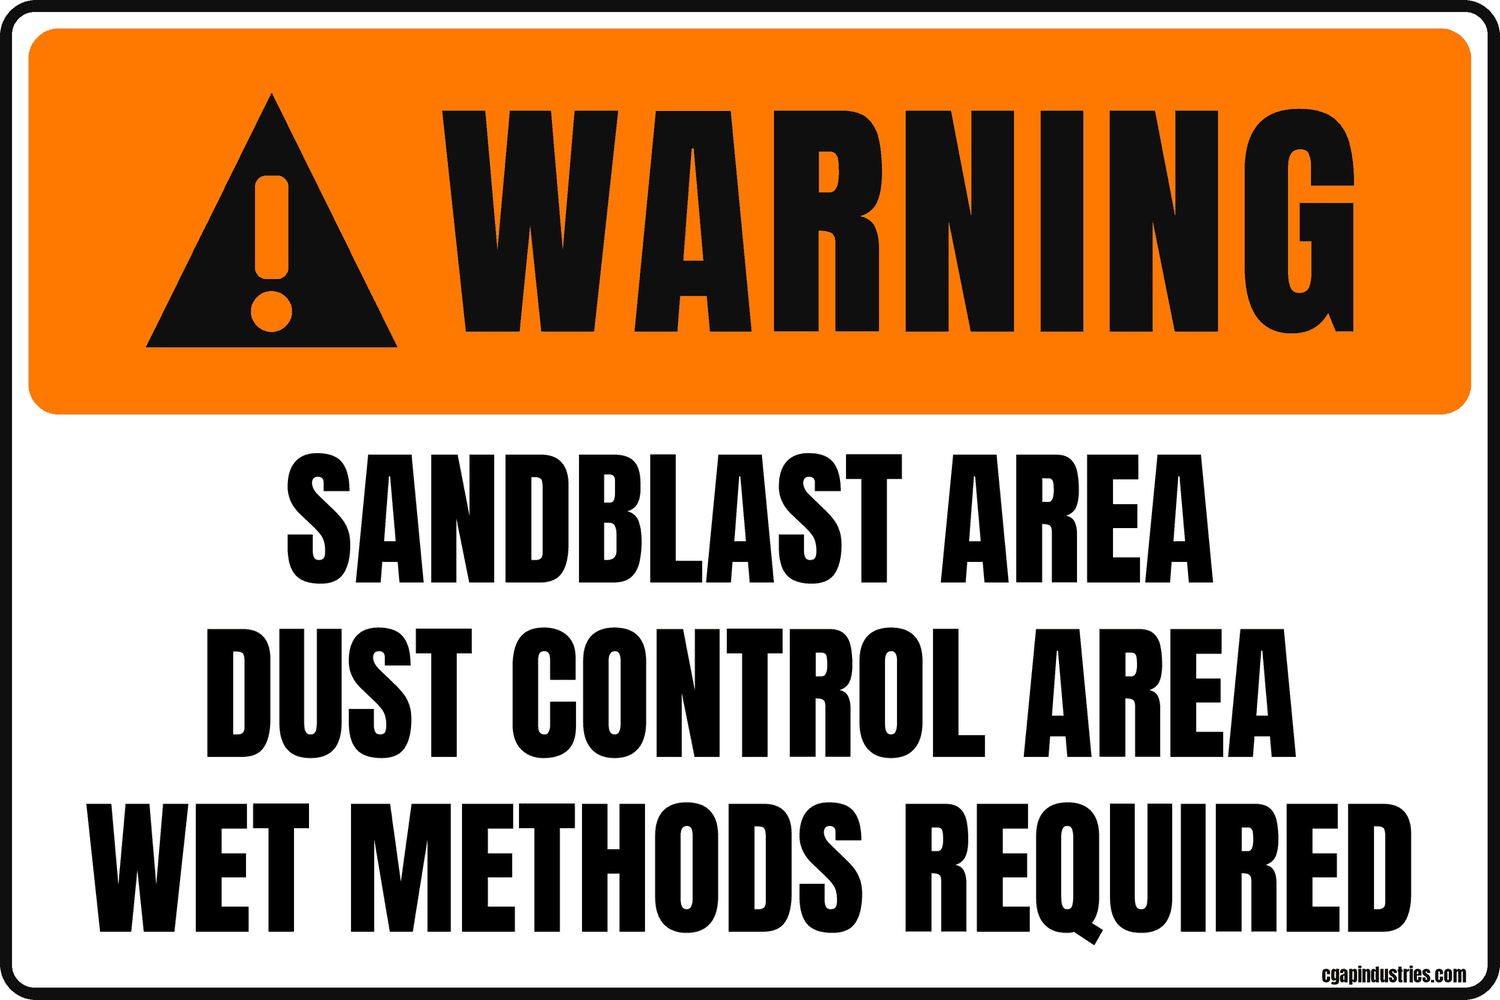 WARNING
SANDBLAST AREA
DUST CONTROL AREA
WET METHODS REQUIRED
cgapindustries.com